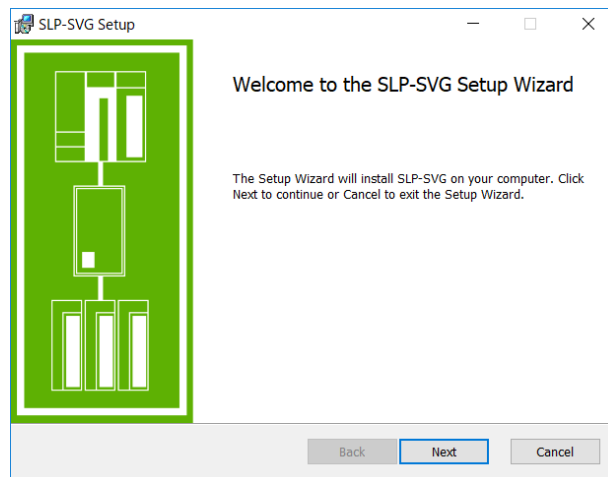 SLP-SVG Setup
Welcome to the SLP-SVG Setup Wizard
The Setup Wizard will install SLP-SVG on your computer. Click
Next to continue or Cancel to exit the Setup Wizard.
Back Next Cancel